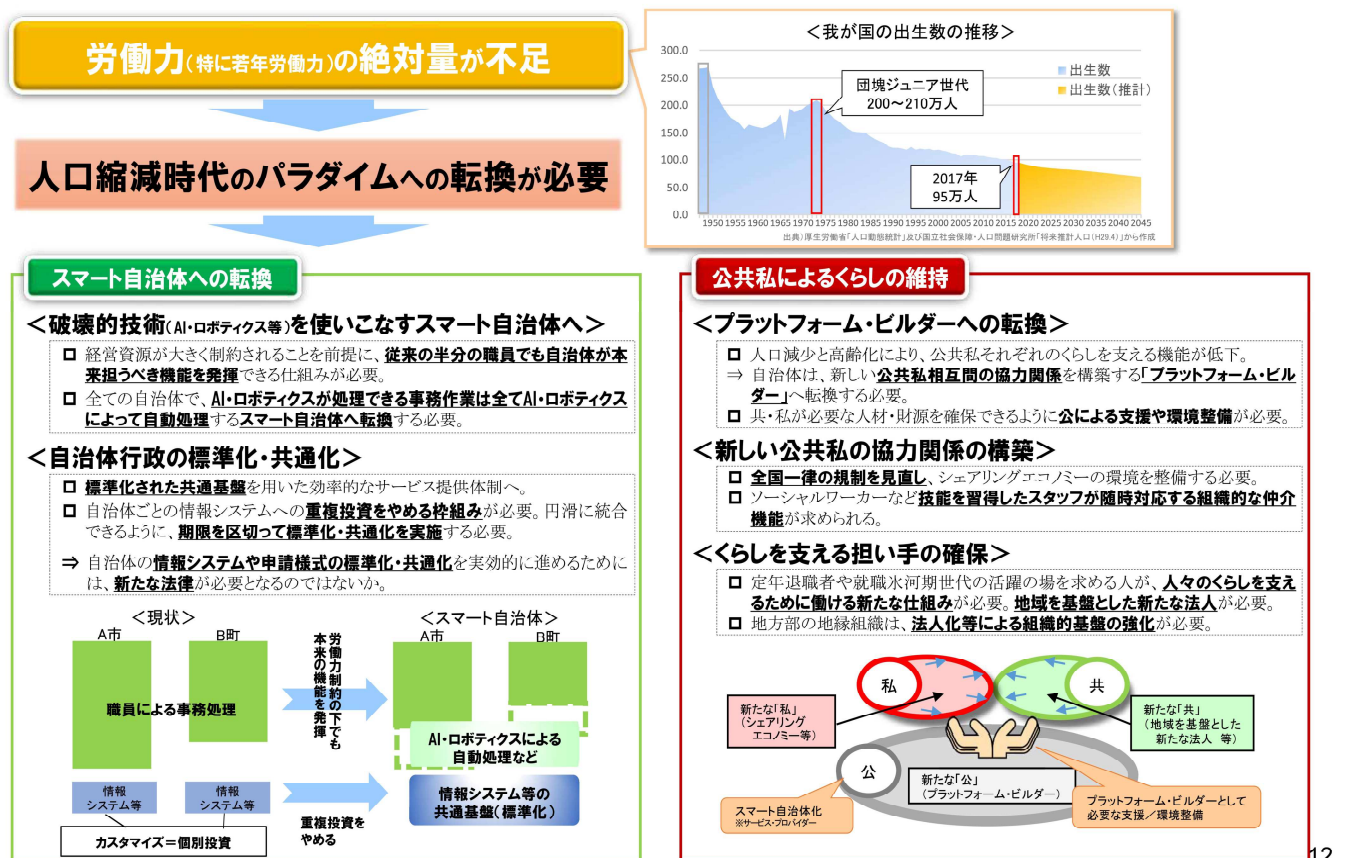 労働力(特に若年労働力)の絶対量が不足
人口縮減時代のパラダイムへの転換が必要
＜我が国の出生数の推移＞
300.0
250.0
200.0
150.0
100.0
50.0
0.0
出生数
出生数(推計)
団塊ジュニア世代
200～210万人
2017年
95万人
1950 1955 1960 1965 1970 1975 1980 1985 1990 1995 2000 2005 2010 2015 2020 2025 2030 2035 2040 2045
出典）厚生労働省「人口動態統計」及び国立社会保障・人口問題研究所「将来推計人口(H29.4)」から作成
スマート自治体への転換
＜破壊的技術(AI・ロボティクス等)を使いこなすスマート自治体へ＞
□ 経営資源が大きく制約されることを前提に、従来の半分の職員でも自治体が本
来担うべき機能を発揮できる仕組みが必要。
□ 全ての自治体で、AI・ロボティクスが処理できる事務作業は全てAI・ロボティクス
によって自動処理するスマート自治体へ転換する必要。
＜自治体行政の標準化・共通化＞
□ 標準化された共通基盤を用いた効率的なサービス提供体制へ。
□ 自治体ごとの情報システムへの重複投資をやめる枠組みが必要。円滑に統合
できるように、期限を区切って標準化・共通化を実施する必要。
⇒ 自治体の情報システムや申請様式の標準化・共通化を実効的に進めるために
は、新たな法律が必要となるのではないか。
＜現状＞
A市
B町
職員による事務処理
情報
システム等
情報
システム等
カスタマイズ＝個別投資
労働力制約の下でも
本来の機能を発揮
重複投資を
やめる
＜スマート自治体＞
A市
B町
AI・ロボティクスによる
自動処理など
情報システム等の
共通基盤(標準化)
公共私によるくらしの維持
＜プラットフォーム・ビルダーへの転換＞
□ 人口減少と高齢化により、公共私それぞれのくらしを支える機能が低下。
⇒ 自治体は、新しい公共私相互間の協力関係を構築する「プラットフォーム・ビル
ダー」へ転換する必要。
□ 共・私が必要な人材・財源を確保できるように公による支援や環境整備が必要。
＜新しい公共私の協力関係の構築＞
□ 全国一律の規制を見直し、シェアリングエコノミーの環境を整備する必要。
□ ソーシャルワーカーなど技能を習得したスタッフが随時対応する組織的な仲介
機能が求められる。
＜くらしを支える担い手の確保＞
□ 定年退職者や就職氷河期世代の活躍の場を求める人が、人々のくらしを支え
るために働ける新たな仕組みが必要。地域を基盤とした新たな法人が必要。
□ 地方部の地縁組織は、法人化等による組織的基盤の強化が必要。
私
共
公
新たな「私」
（シェアリング
エコノミー等）
新たな「共」
（地域を基盤とした
新たな法人 等）
新たな「公」
（プラットフォーム・ビルダー）
スマート自治体化
※サービス・プロバイダー
プラットフォーム・ビルダーとして
必要な支援／環境整備
12